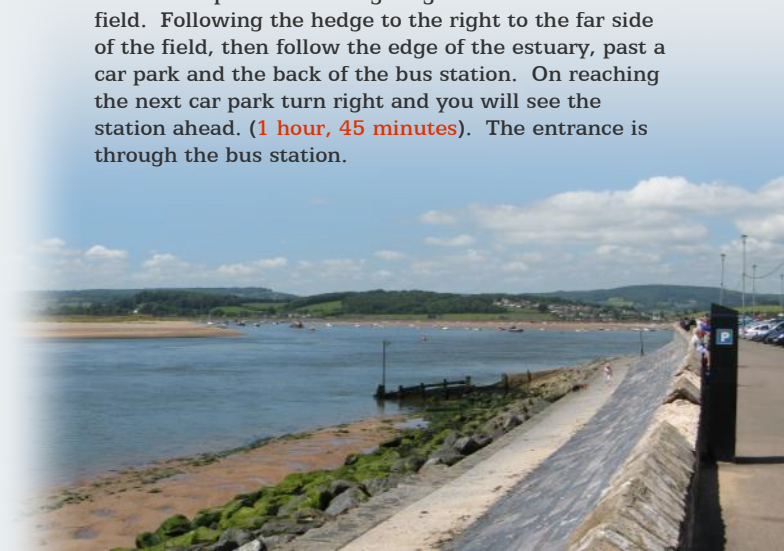 field. Following the hedge to the right to the far side
of the field, then follow the edge of the estuary, past a
car park and the back of the bus station. On reaching
the next car park turn right and you will see the
station ahead. (1 hour, 45 minutes). The entrance is
through the bus station.
P